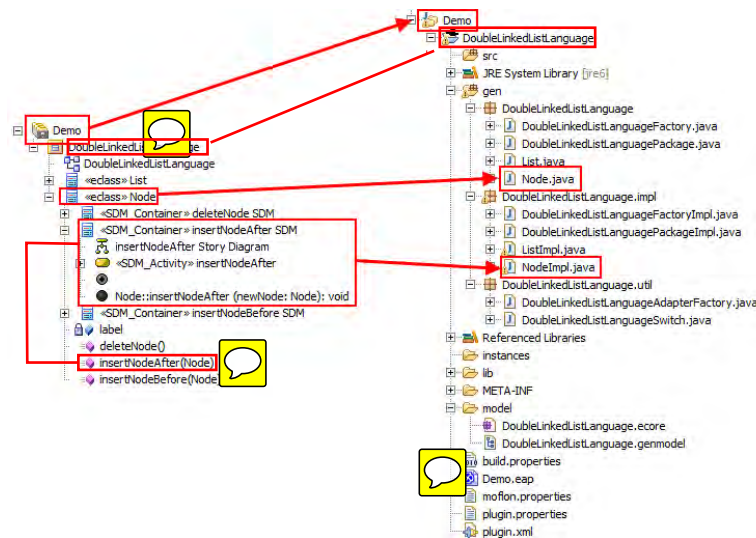 Demo
DoubleLinkedListLanguage
DoubleLinkedListLanguage
«eclass» List
«eclass» Node
«SDM_Container» deleteNode SDM
«SDM_Container» insertNodeAfter SDM
insertNodeAfter Story Diagram
«SDM_Activity» insertNodeAfter
Node::insertNodeAfter (newNode: Node): void
«SDM_Container» insertNodeBefore SDM
label
deleteNode()
insertNodeAfter(Node)
insertNodeBefore(Node)
Demo
DoubleLinkedListLanguage
src
JRE System Library [jre6]
gen
DoubleLinkedListLanguage
DoubleLinkedListLanguageFactory.java
DoubleLinkedListLanguagePackage.java
List.java
Node.java
DoubleLinkedListLanguage.impl
DoubleLinkedListLanguageFactoryImpl.java
DoubleLinkedListLanguagePackageImpl.java
ListImpl.java
NodeImpl.java
DoubleLinkedListLanguage.util
DoubleLinkedListLanguageAdapterFactory.java
DoubleLinkedListLanguageSwitch.java
Referenced Libraries
instances
lib
META-INF
model
DoubleLinkedListLanguage.ecore
DoubleLinkedListLanguage.genmodel
build.properties
Demo.eap
moflon.properties
plugin.properties
plugin.xml